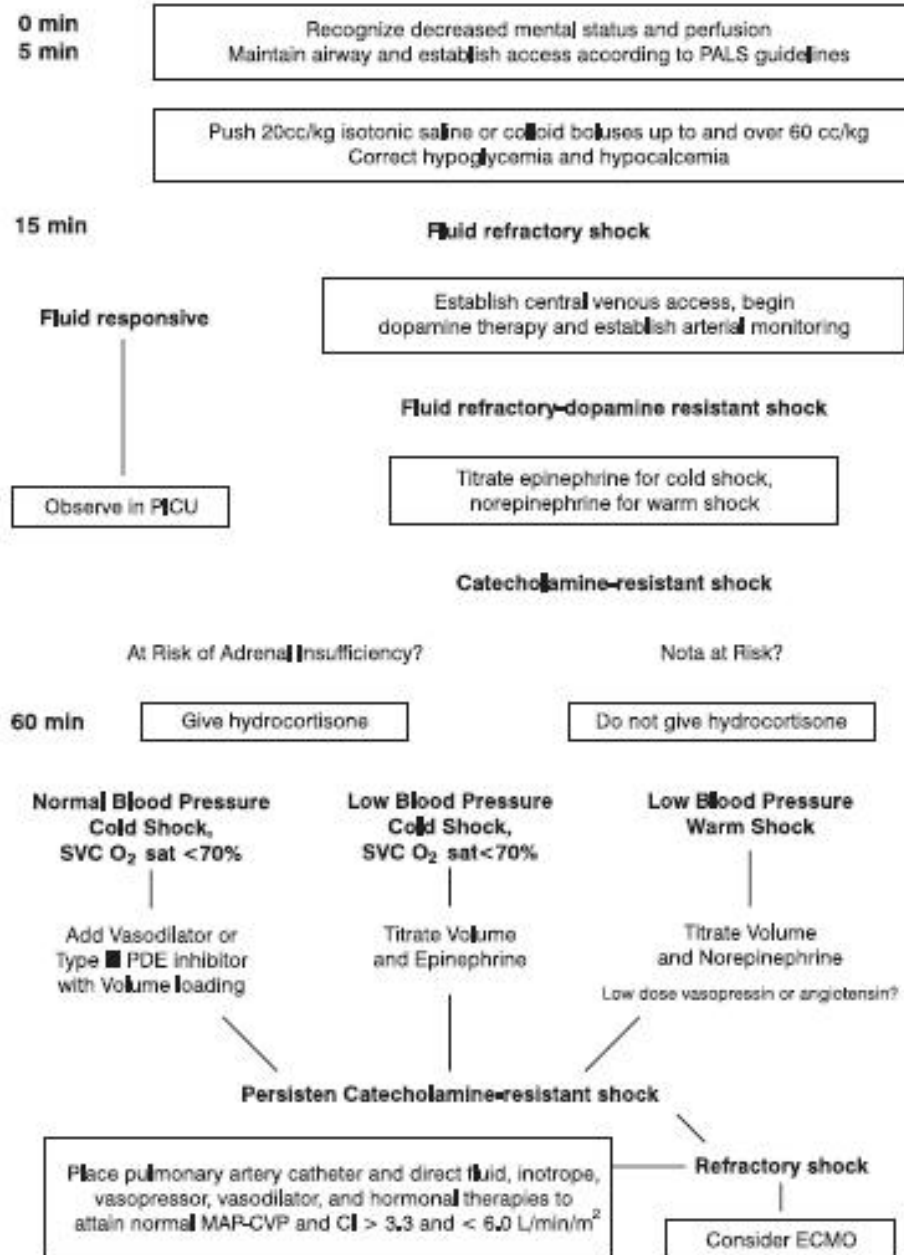 0 min
5 min
Recognize decreased mental status and perfusion
Maintain airway and establish access according to PALS guidelines
Push 20cc/kg isotonic saline or colloid boluses up to and over 60 cc/kg
Correct hypoglycemia and hypocalcemia
15 min
Fluid refractory shock
Fluid responsive
Establish central venous access, begin
dopamine therapy and establish arterial monitoring
Fluid refractory-dopamine resistant shock
Observe in PICU
Titrate epinephrine for cold shock,
norepinephrine for warm shock
Catecholamine-resistant shock
At Risk of Adrenal Insufficiency?
Nota at Risk?
60 min
Give hydrocortisone
Do not give hydrocortisone
Normal Blood Pressure
Cold Shock,
SVC O₂ sat <70%
Low Blood Pressure
Cold Shock,
SVC O₂ sat<70%
Low Blood Pressure
Warm Shock
Add Vasodilator or
Type PDE inhibitor
with Volume loading
Titrate Volume
and Epinephrine
Titrate Volume
and Norepinephrine
Low dose vasopressin or angiotensin?
Persisten Catecholamine-resistant shock
Place pulmonary artery catheter and direct fluid, inotrope,
vasopressor, vasodilator, and hormonal therapies to
attain normal MAP-CVP and CI > 3.3 and < 6.0 L/min/m²
Refractory shock
Consider ECMO